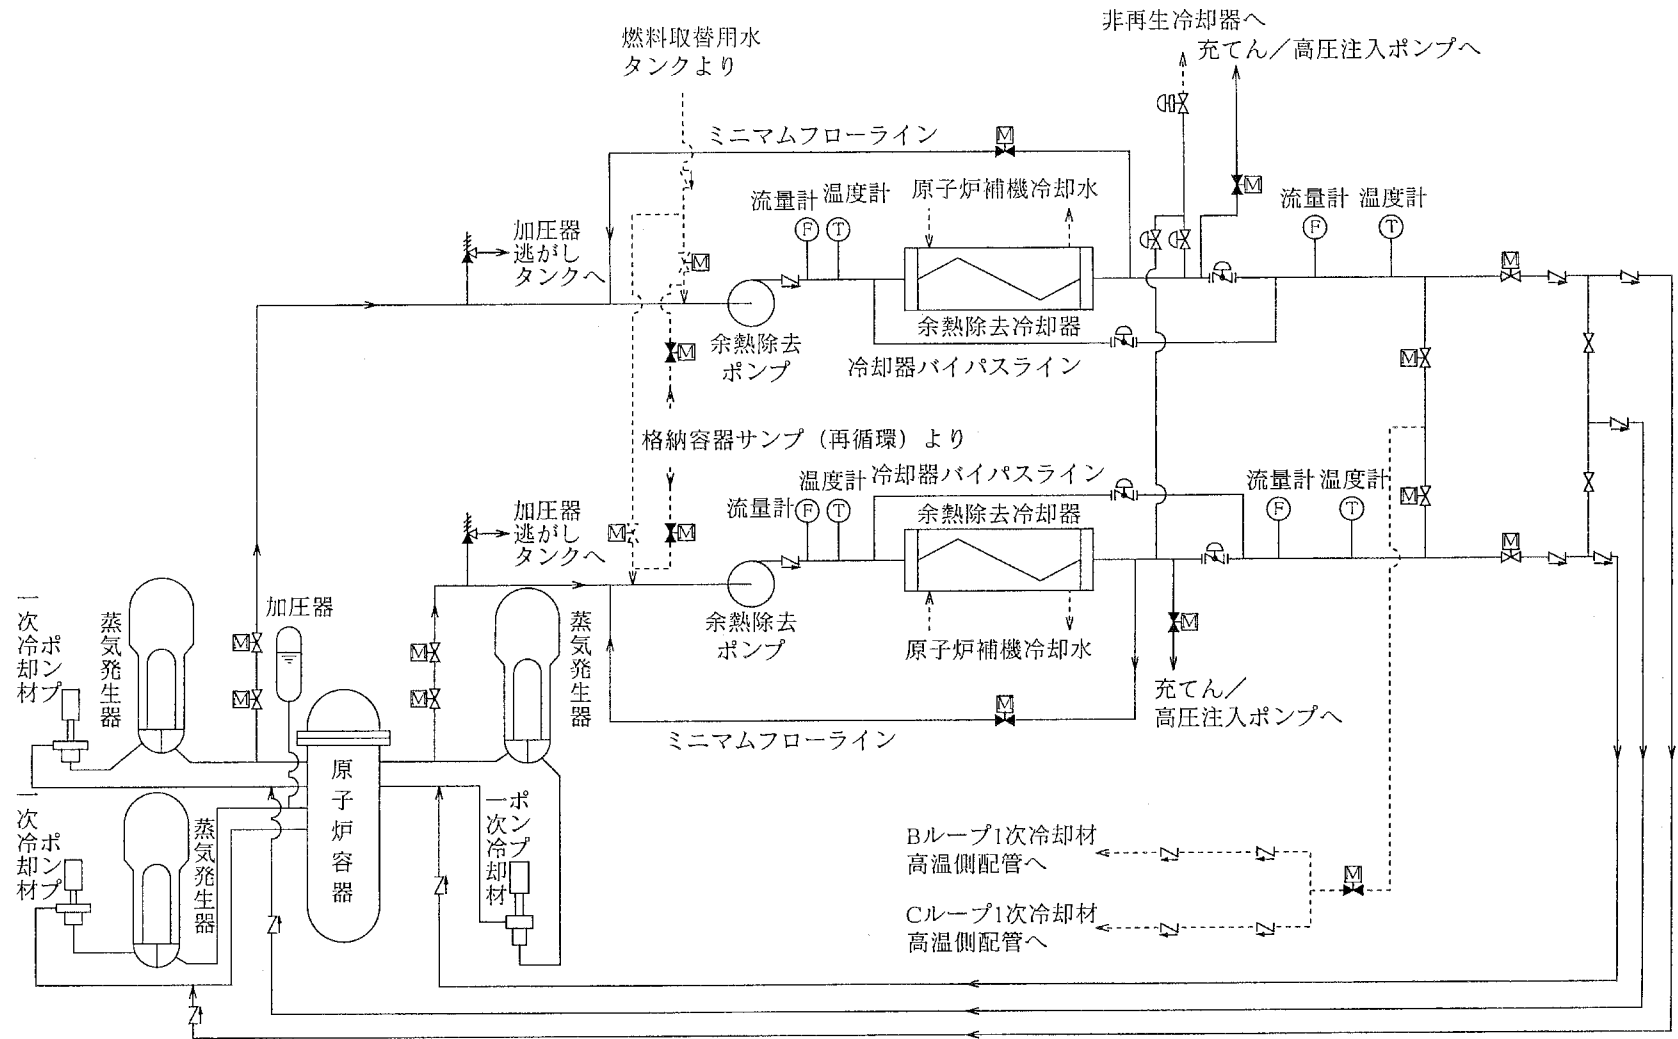 非再生冷却器へ
充てん／高圧注入ポンプへ
燃料取替用水
タンクより
ミニマムフローライン
M
M
流量計
温度計
原子炉補機冷却水
流量計
温度計
F
T
F
T
加圧器
逃がし
タンクへ
M
M
余熱除去冷却器
余熱除去
ポンプ
M
冷却器バイパスライン
M
格納容器サンプ（再循環）より
冷却器バイパスライン
温度計
流量計
F
T
余熱除去冷却器
流量計
温度計
F
T
M
加圧器
逃がし
タンクへ
M
M
M
余熱除去
ポンプ
原子炉補機冷却水
M
充てん／
高圧注入ポンプへ
M
ミニマムフローライン
一次冷却材
ポンプ
蒸気発生器
加圧器
M
M
M
M
蒸気発生器
原子炉容器
一次冷却材
ポンプ
蒸気発生器
一次冷却材
ポンプ
Bループ1次冷却材
高温側配管へ
M
Cループ1次冷却材
高温側配管へ